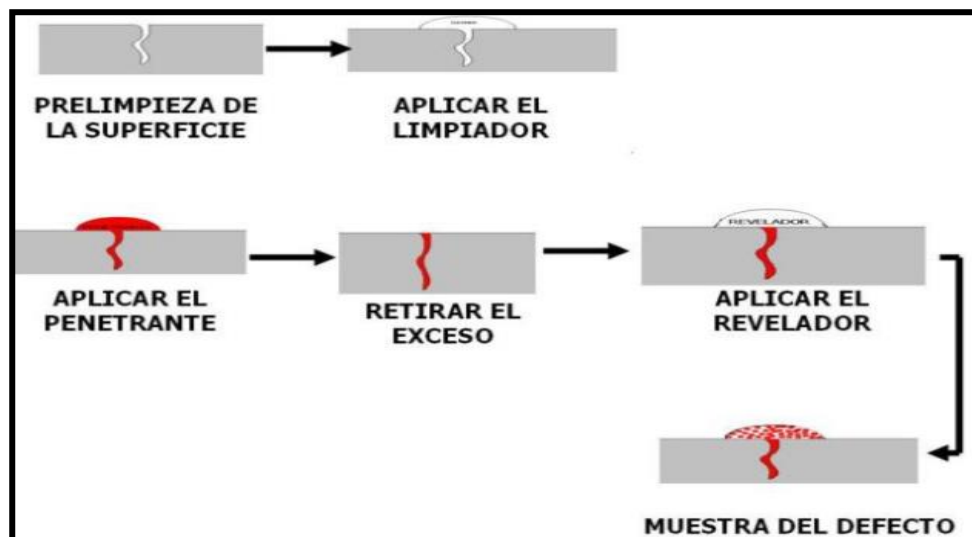 PRELIMPIEZA DE
LA SUPERFICIE
APLICAR EL
LIMPIADOR
APLICAR EL
PENETRANTE
RETIRAR EL
EXCESO
REVELADOR
APLICAR EL
REVELADOR
MUESTRA DEL DEFECTO